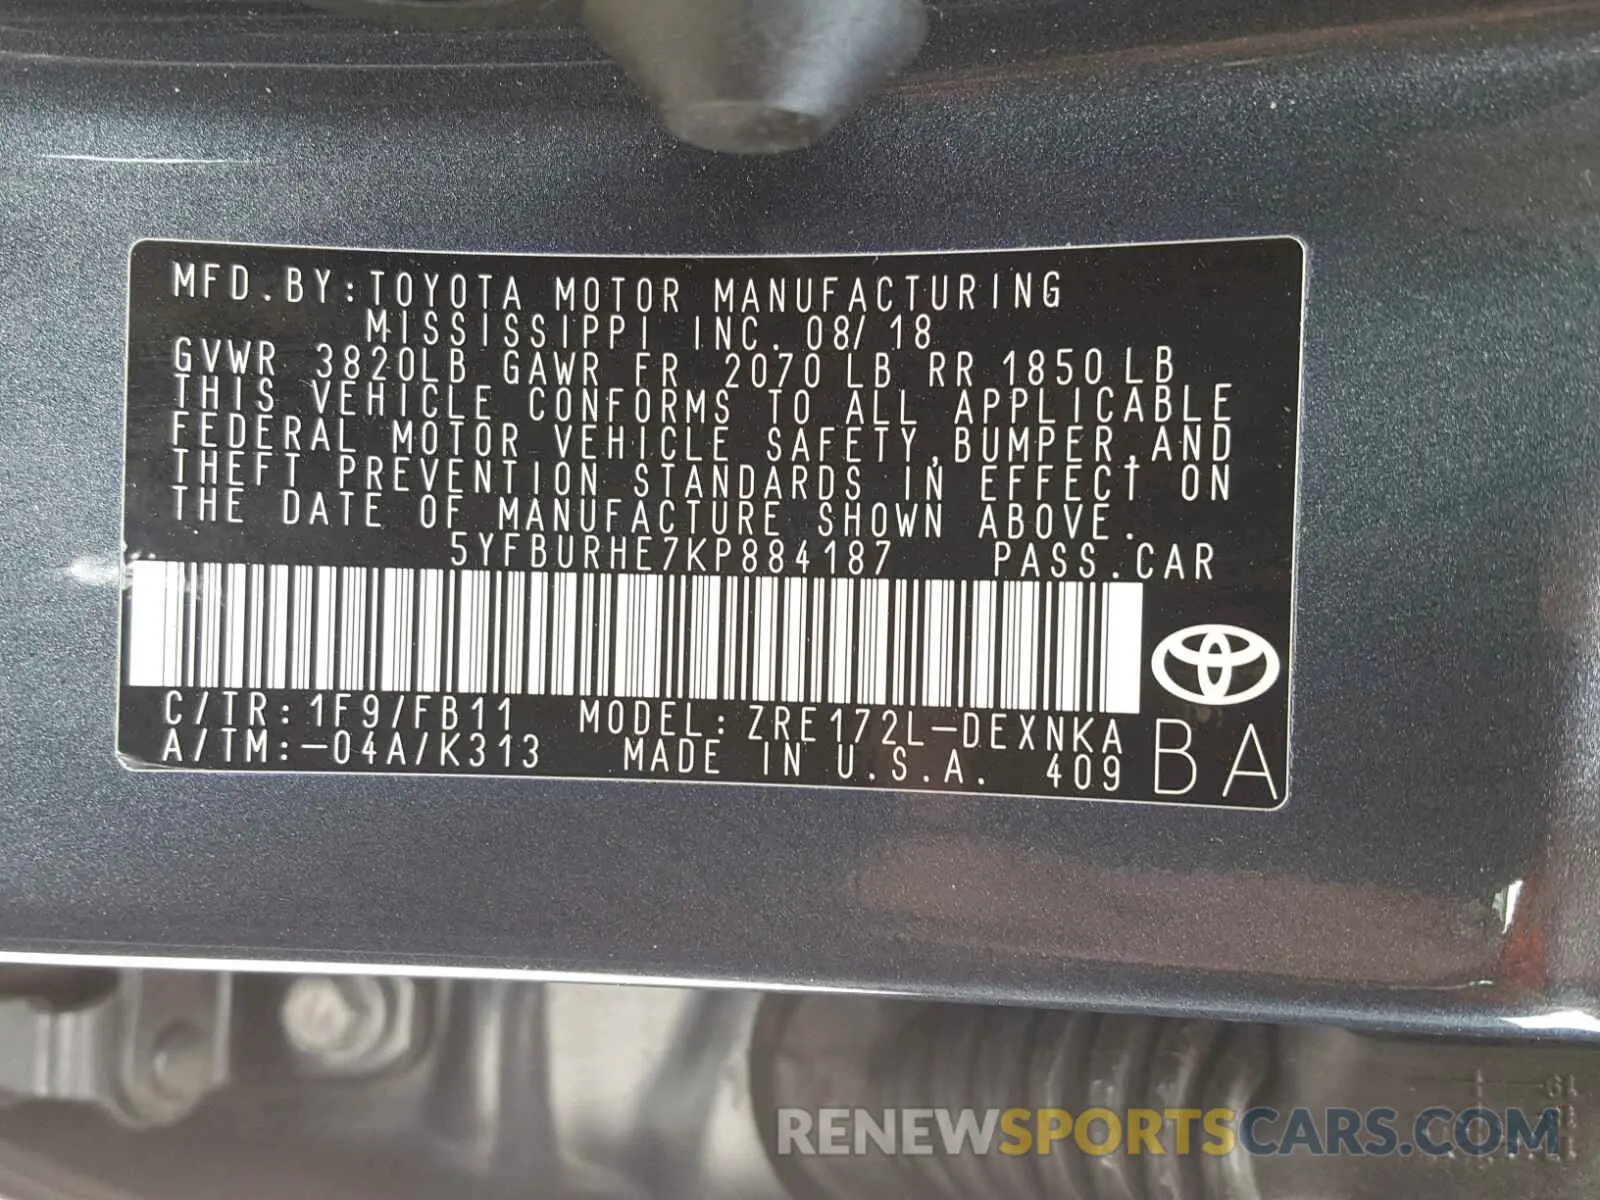 MFD.BY:TOYOTA MOTOR MANUFACTURING
MISSISSIPPI INC. 08/18
GVWR 3820LB GAWR FR 2070LB RR 1850LB
THIS VEHICLE CONFORMS TO ALL APPLICABLE
FEDERAL MOTOR VEHICLE SAFETY,BUMPER,AND
THEFT PREVENTION STANDARDS IN EFFECT ON
THE DATE OF MANUFACTURE SHOWN ABOVE.
5YFBURHE7KP884187 PASS.CAR
C/TR:1F9/FB11 MODEL:ZRE172L-DEXNKA
A/TM:-04A/K313 MADE IN U.S.A. 409
BA
RENEWSPORTSCARS.COM